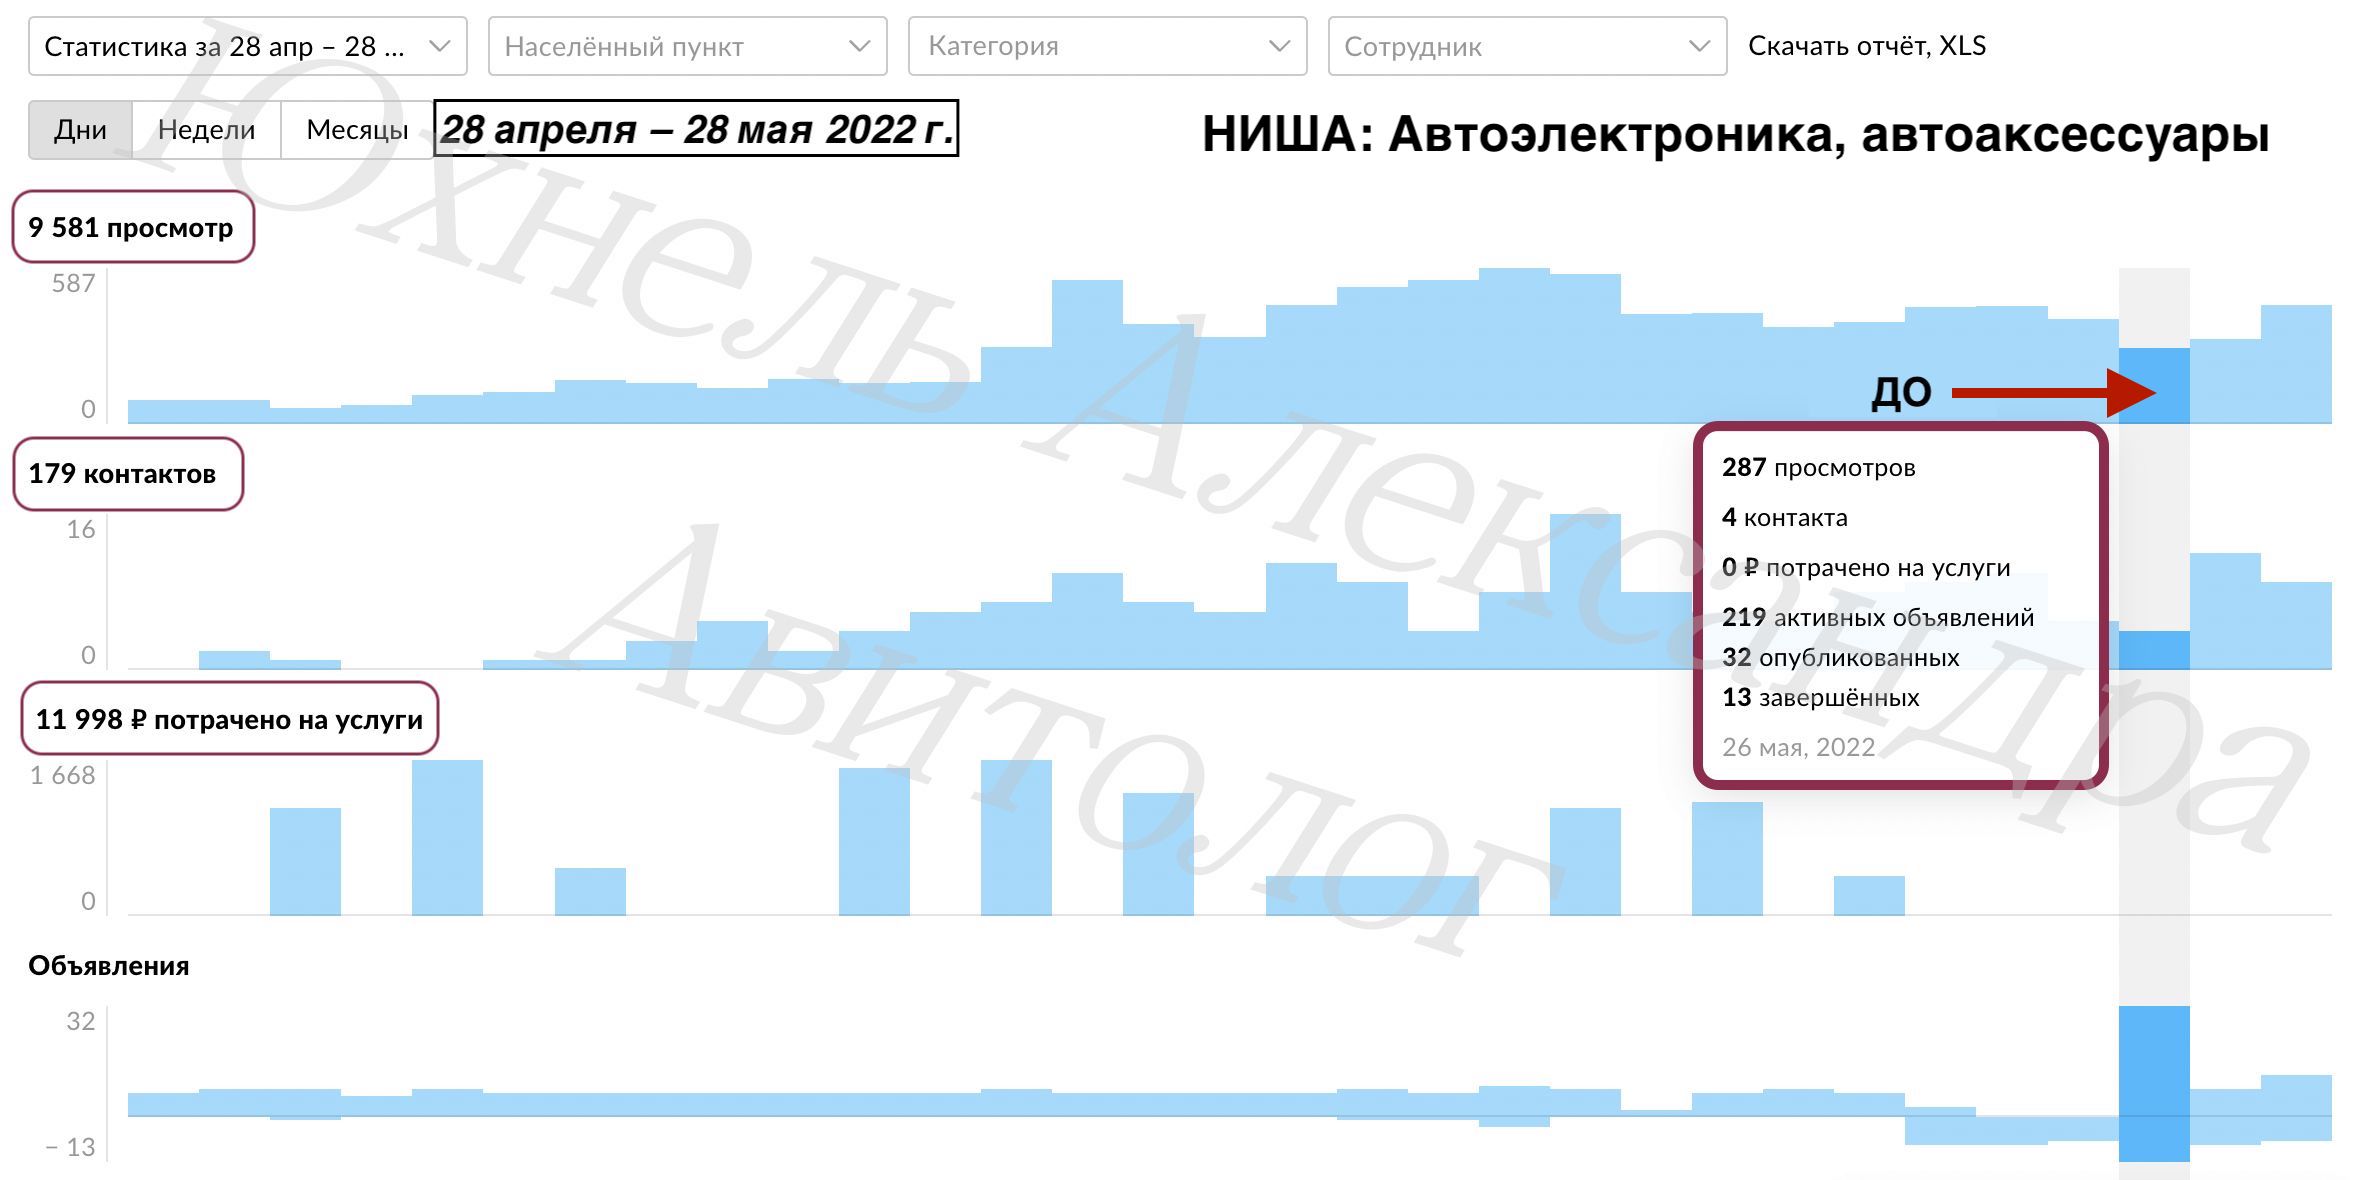 Статистика за 28 апр – 28 ...
Населённый пункт
Категория
Сотрудник
Скачать отчёт, XLS
Дни
Недели
Месяцы
28 апреля – 28 мая 2022 г.
НИША: Автоэлектроника, автоаксессуары
9 581 просмотр
587
0
ДО
179 контактов
16
0
287 просмотров
4 контакта
0 ₽ потрачено на услуги
219 активных объявлений
32 опубликованных
13 завершённых
26 мая, 2022
11 998 ₽ потрачено на услуги
1 668
0
Объявления
32
– 13
Юхнель Александра
Авитолог